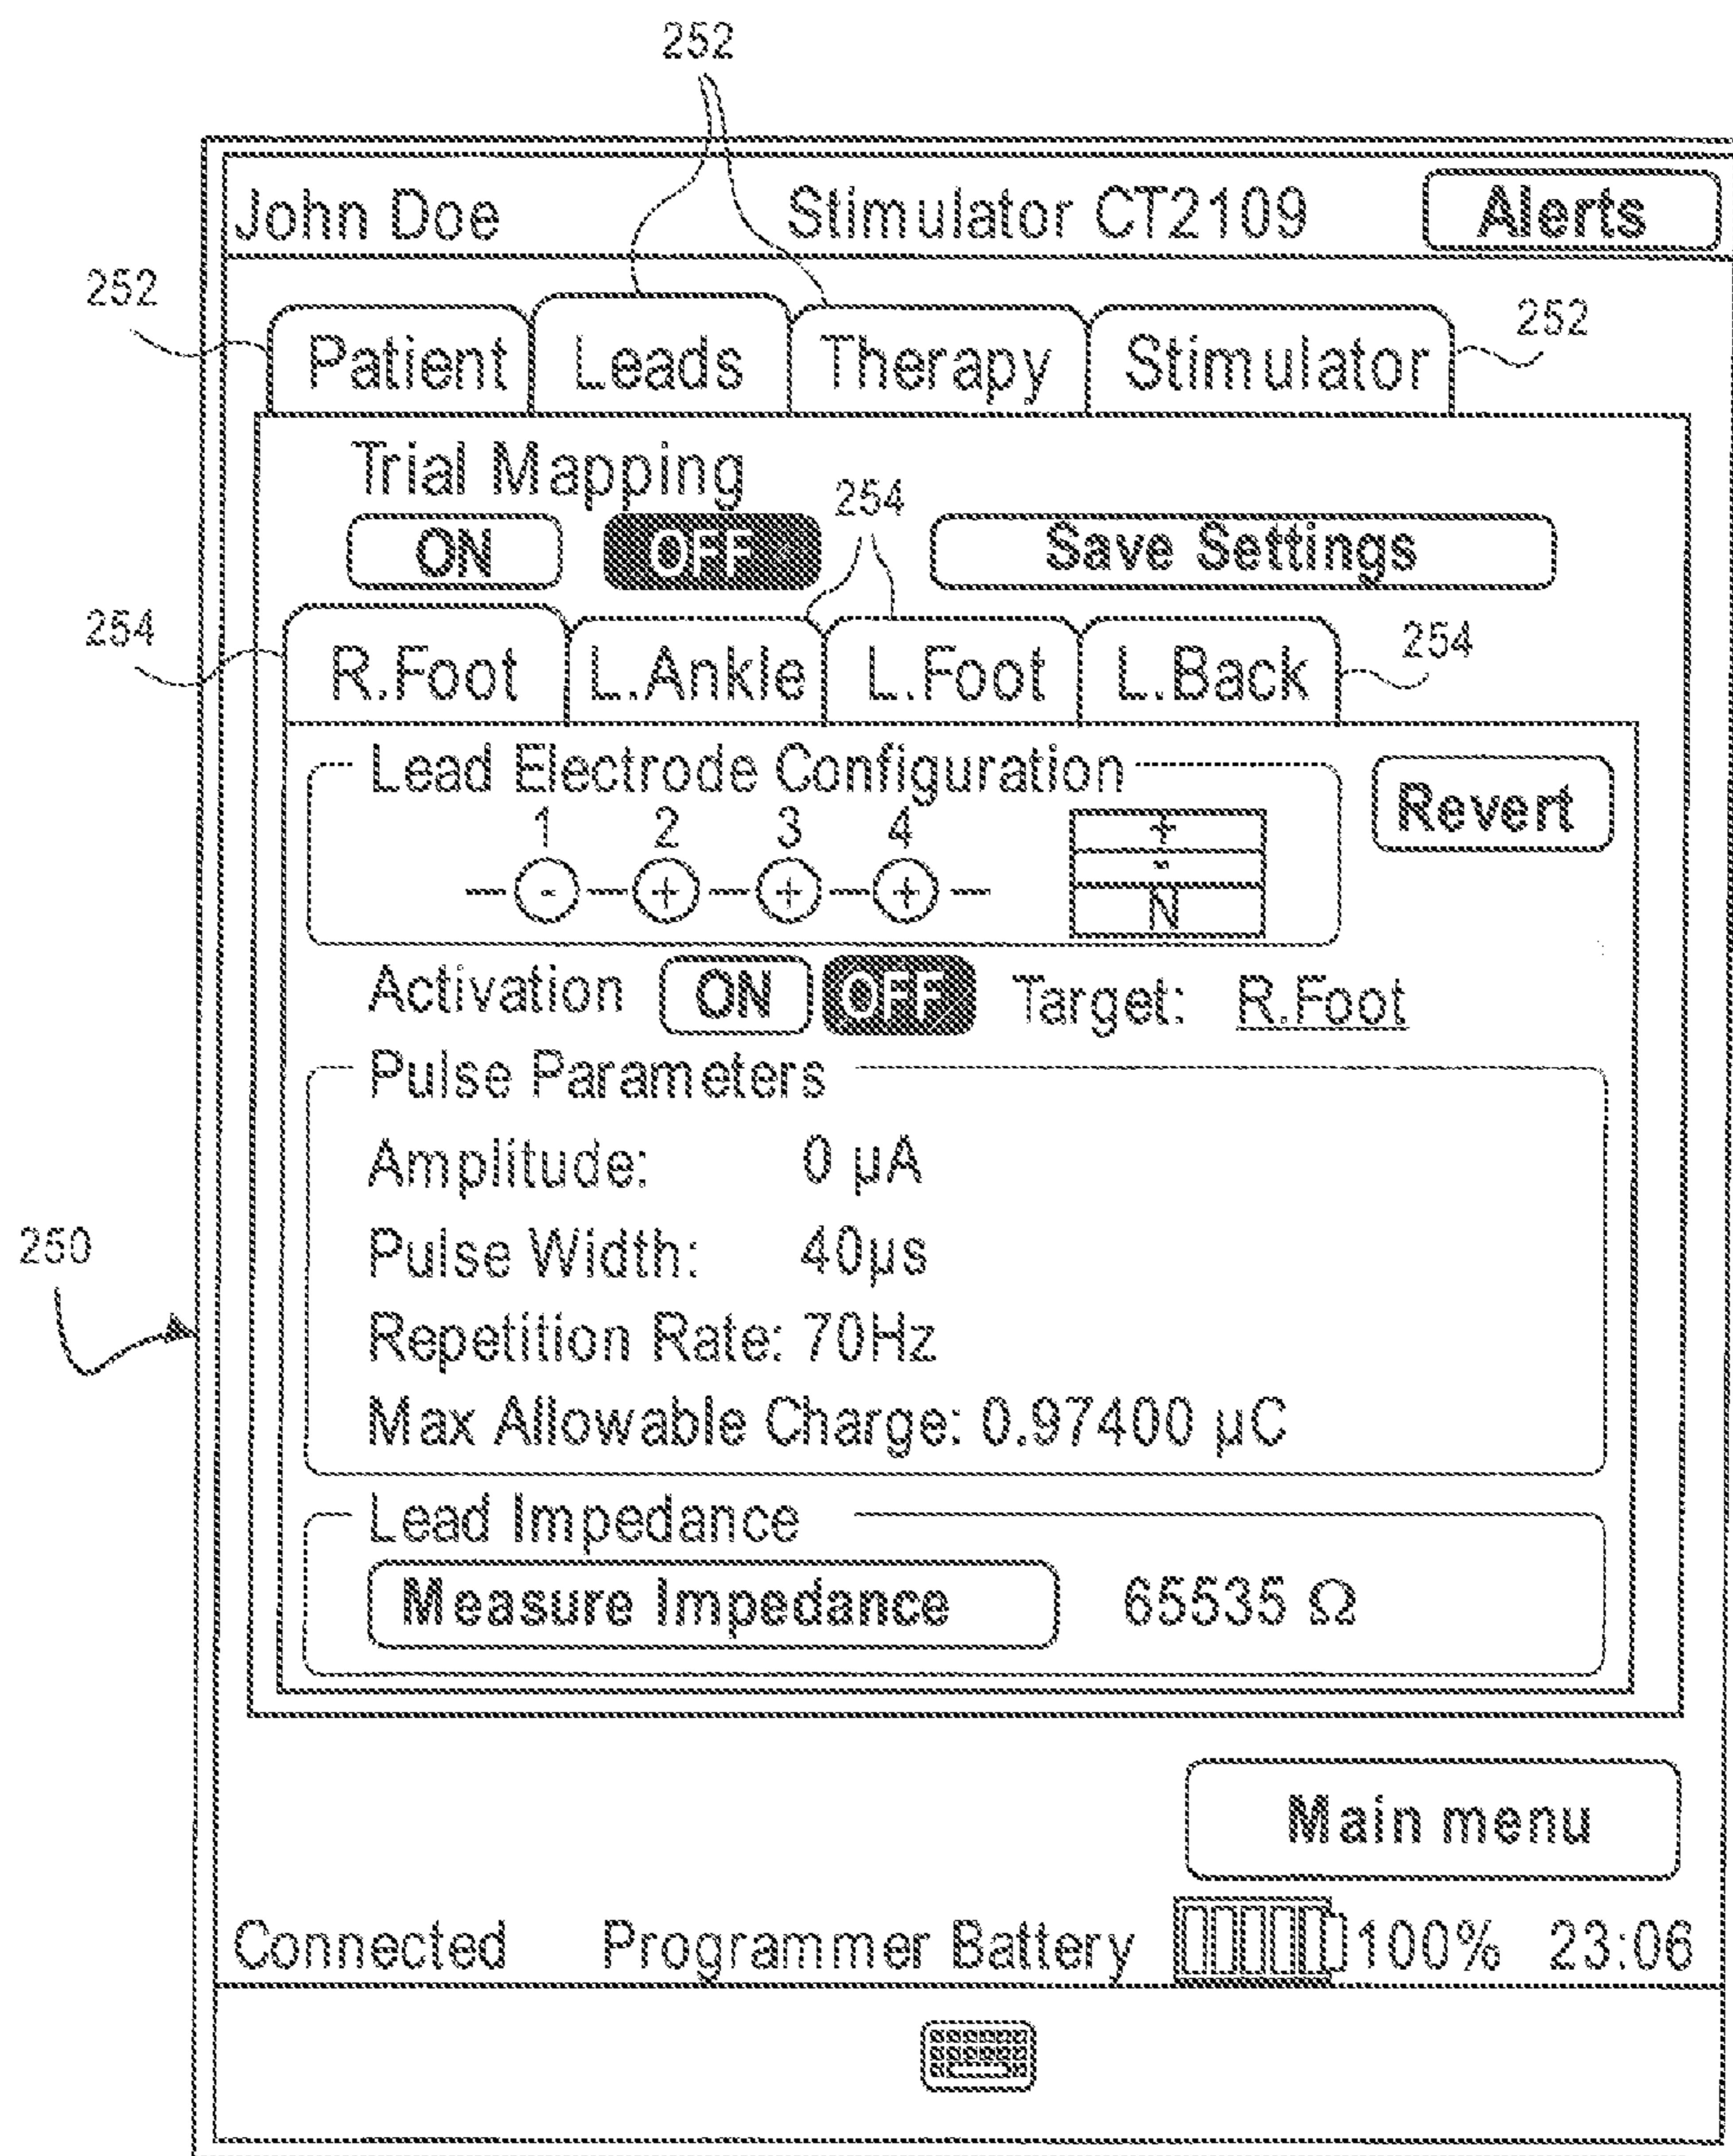 252
John Doe Stimulator CT2109 Alerts
252 252
Patient Leads Therapy Stimulator
Trial Mapping
254
ON OFF Save Settings
254 254
R.Foot L.Ankle L.Foot L.Back
Lead Electrode Configuration
Revert
1 2 3 4
+
- + + + -
N
Activation ON OFF Target: R.Foot
Pulse Parameters
Amplitude: 0 µA
250
Pulse Width: 40µs
Repetition Rate: 70Hz
Max Allowable Charge: 0.97400 µC
Lead Impedance
Measure Impedance 65535 Ω
Main menu
Connected Programmer Battery 100% 23:06